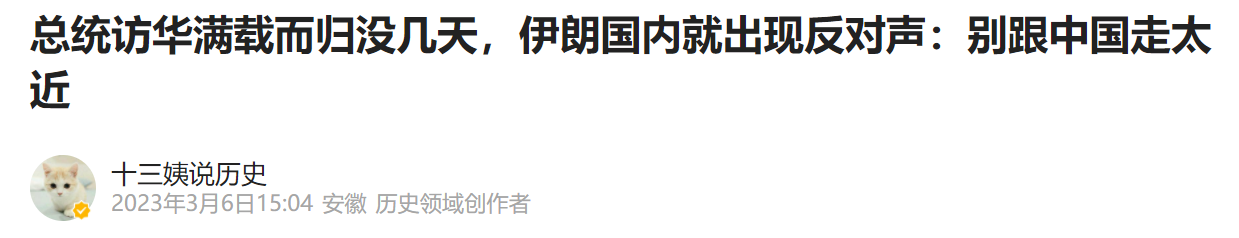 总统访华满载而归没几天，伊朗国内就出现反对声：别跟中国走太
近
十三姨说历史
2023年3月6日15:04 安徽 历史领域创作者